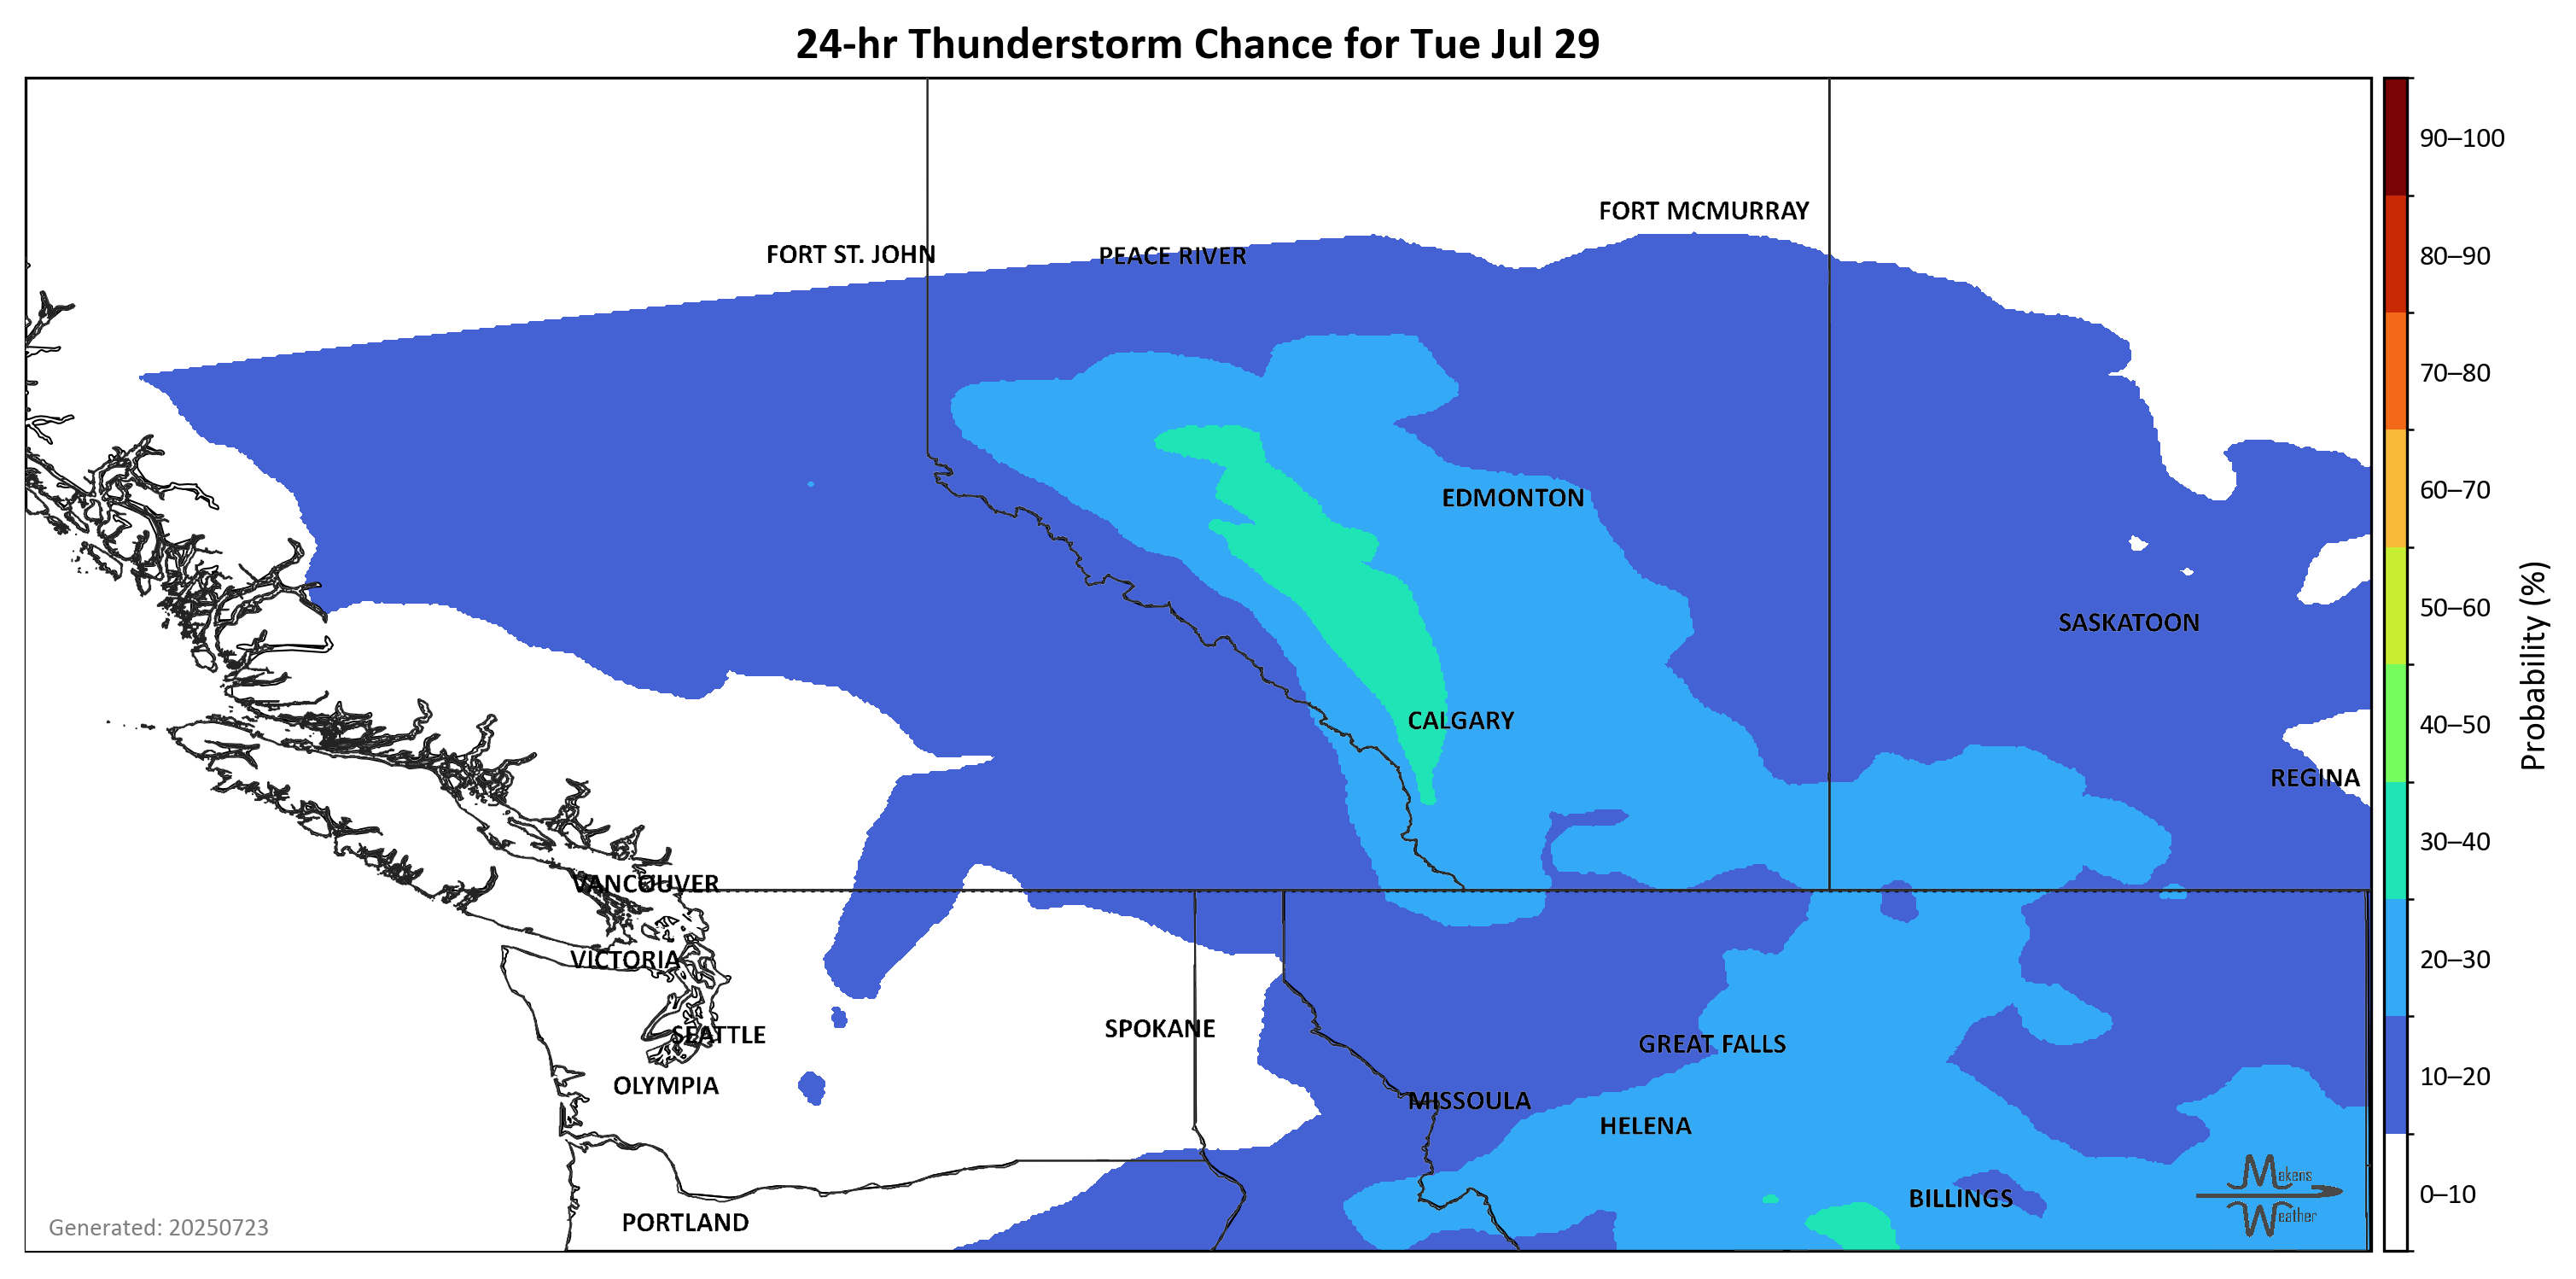 24-hr Thunderstorm Chance for Tue Jul 29
90–100
FORT MCMURRAY
FORT ST. JOHN
PEACE RIVER
80–90
70–80
EDMONTON
60–70
50–60
SASKATOON
Probability (%)
CALGARY
40–50
REGINA
30–40
VANCOUVER
VICTORIA
20–30
SPOKANE
SEATTLE
GREAT FALLS
OLYMPIA
10–20
MISSOULA
HELENA
Makens
Weather
BILLINGS
0–10
PORTLAND
Generated: 20250723